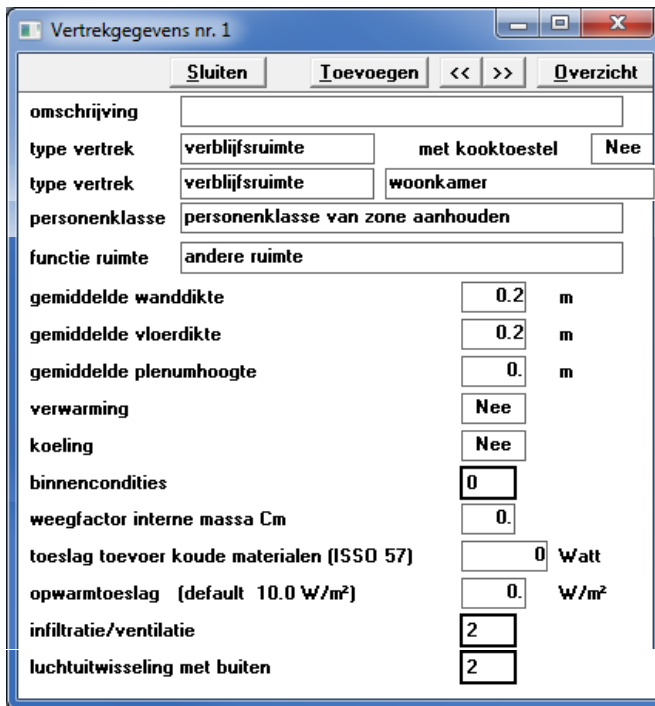 Vertrekgegevens nr. 1
Sluiten Toevoegen << >> Overzicht
omschrijving
type vertrek verblijfsruimte met kooktoestel Nee
type vertrek verblijfsruimte woonkamer
personenklasse personenklasse van zone aanhouden
functie ruimte andere ruimte
gemiddelde wanddikte 0.2 m
gemiddelde vloerdikte 0.2 m
gemiddelde plenumhoogte 0. m
verwarming Nee
koeling Nee
binnencondities 0
weegfactor interne massa Cm 0.
toeslag toevoer koude materialen (ISSO 57) 0 Watt
opwarmtoeslag (default 10.0 W/m²) 0. W/m²
infiltratie/ventilatie 2
luchtuitwisseling met buiten 2